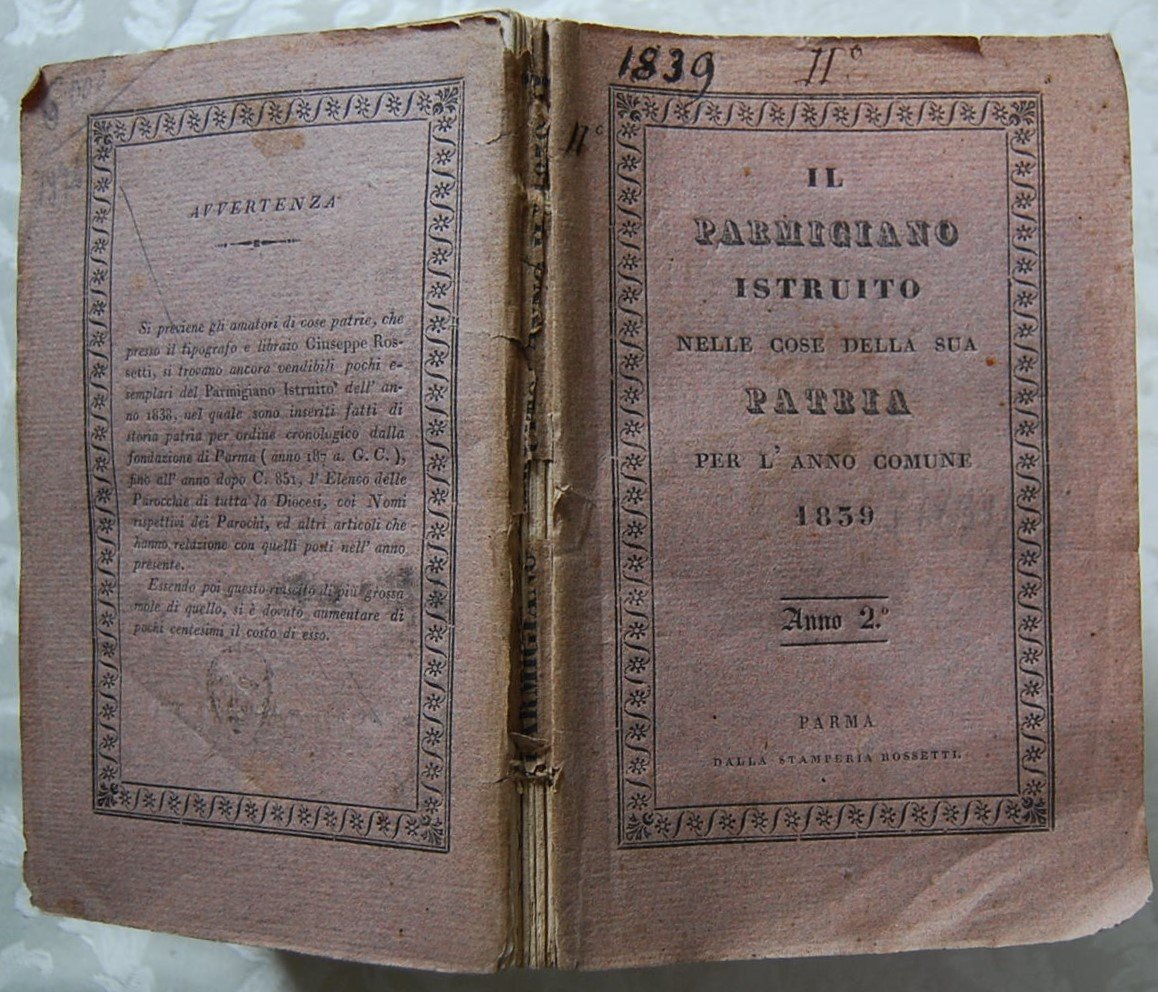 AVVERTENZA
Si previene gli amatori di cose patrie, che
presso il tipografo e libraio Giuseppe Ros-
setti, si trovano ancora vendibili pochi e-
semplari del Parmigiano Istruito dell' an-
no 1838, nel quale sono inseriti fatti di
storia patria per ordine cronologico dalla
fondazione di Parma ( anno 187 a. G. C. ),
fino all' anno dopo C. 851, l' Elenco delle
Parocchie di tutta la Diocesi, coi Nomi
rispettivi dei Parochi, ed altri articoli che
hanno relazione con quelli posti nell' anno
presente.
Essendo poi questo riuscito di più grossa
mole di quello, si è dovuto aumentare di
pochi centesimi il costo di esso.
II°
1839 II°
IL
PARMIGIANO
ISTRUITO
NELLE COSE DELLA SUA
PATRIA
PER L' ANNO COMUNE
1839
Anno 2.°
PARMA
DALLA STAMPERIA ROSSETTI.